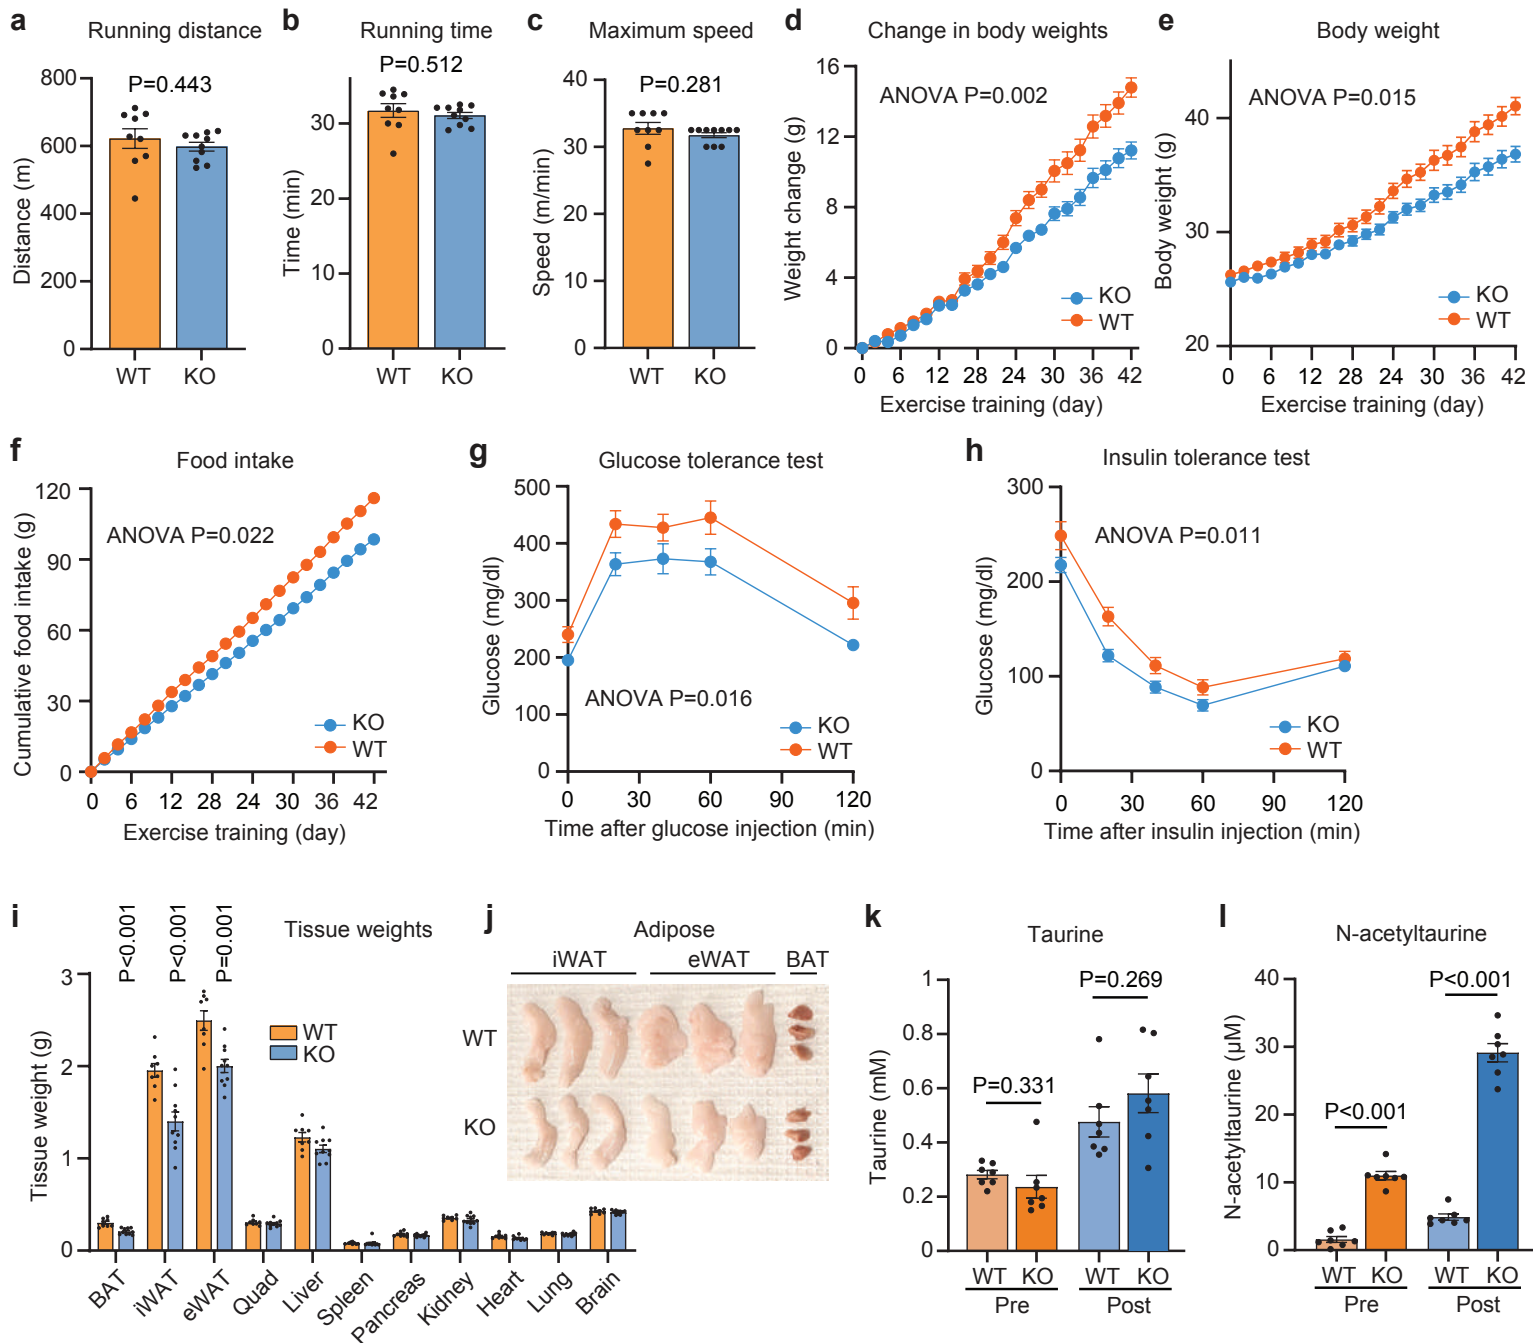 a
Running distance
P=0.443
Distance (m)
800
600
400
200
0
WT
KO
b
Running time
P=0.512
Time (min)
30
20
10
0
WT
KO
c
Maximum speed
P=0.281
Speed (m/min)
40
30
20
10
0
WT
KO
d
Change in body weights
ANOVA P=0.002
Weight change (g)
16
12
8
4
0
KO
WT
0 6 12 18 24 30 36 42
Exercise training (day)
e
Body weight
ANOVA P=0.015
Body weight (g)
40
30
20
KO
WT
0 6 12 18 24 30 36 42
Exercise training (day)
f
Food intake
ANOVA P=0.022
Cumulative food intake (g)
120
90
60
30
0
KO
WT
0 6 12 28 24 30 36 42
Exercise training (day)
g
Glucose tolerance test
Glucose (mg/dl)
500
400
300
200
100
0
ANOVA P=0.016
KO
WT
0 30 60 90 120
Time after glucose injection (min)
h
Insulin tolerance test
ANOVA P=0.011
Glucose (mg/dl)
300
200
100
0
KO
WT
0 30 60 90 120
Time after insulin injection (min)
i
Tissue weights
P<0.001
P<0.001
P=0.001
Tissue weight (g)
3
2
1
0
WT
KO
BAT
iWAT
eWAT
Quad
Liver
Spleen
Pancreas
Kidney
Heart
Lung
Brain
j
Adipose
iWAT eWAT BAT
WT
KO
k
Taurine
P=0.269
P=0.331
Taurine (mM)
1
0.8
0.6
0.4
0.2
0
WT KO WT KO
Pre Post
l
N-acetyltaurine
P<0.001
P<0.001
N-acetyltaurine (μM)
40
30
20
10
0
WT KO WT KO
Pre Post